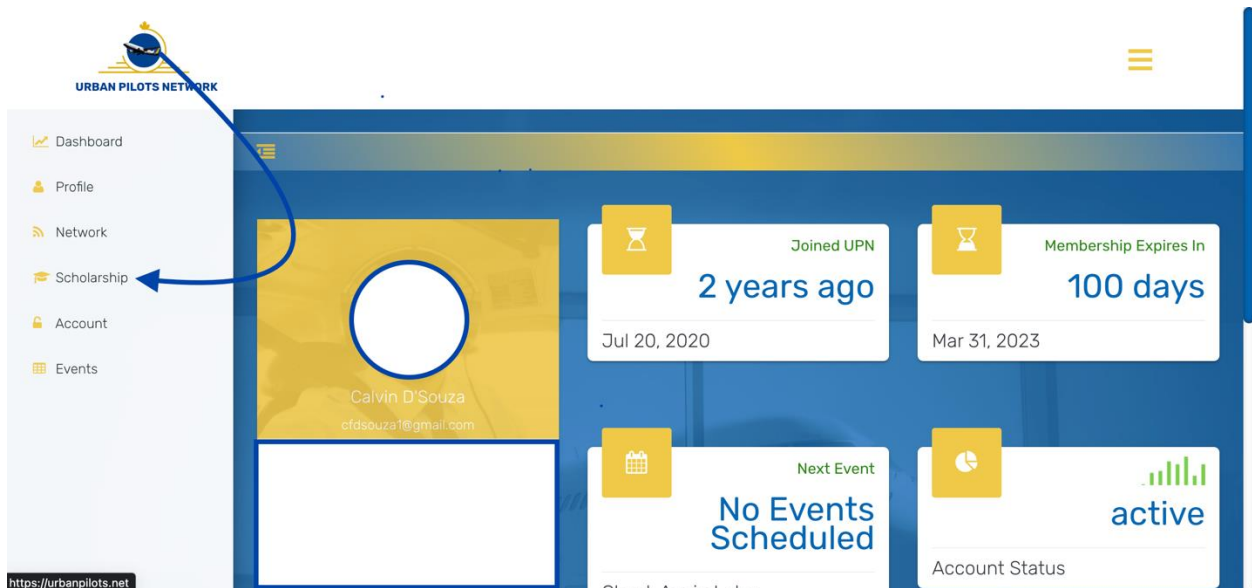 URBAN PILOTS NETWORK
Dashboard
Profile
Network
Scholarship
Account
Events
Calvin D'Souza
cfdsouza1@gmail.com
Joined UPN
2 years ago
Jul 20, 2020
Membership Expires In
100 days
Mar 31, 2023
Next Event
No Events
Scheduled
active
Account Status
https://urbanpilots.net